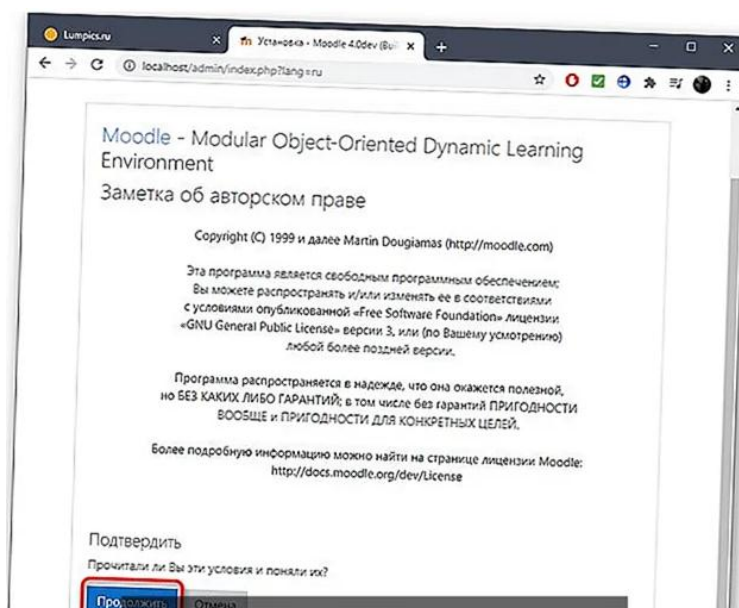 Lumpics.ru
Установка - Moodle 4.0dev (Bui
localhost/admin/index.php?lang=ru
Moodle - Modular Object-Oriented Dynamic Learning
Environment
Заметка об авторском праве
Copyright (C) 1999 и далее Martin Dougiamas (http://moodle.com)
Эта программа является свободным программным обеспечением;
Вы можете распространять и/или изменять ее в соответствиями
с условиями опубликованной «Free Software Foundation» лицензии
«GNU General Public License» версии 3, или (по Вашему усмотрению)
любой более поздней версии.
Программа распространяется в надежде, что она окажется полезной,
но БЕЗ КАКИХ ЛИБО ГАРАНТИЙ; в том числе без гарантий ПРИГОДНОСТИ
ВООБЩЕ и ПРИГОДНОСТИ ДЛЯ КОНКРЕТНЫХ ЦЕЛЕЙ.
Более подробную информацию можно найти на странице лицензии Moodle:
http://docs.moodle.org/dev/License
Подтвердить
Прочитали ли Вы эти условия и поняли их?
Продолжить Отмена